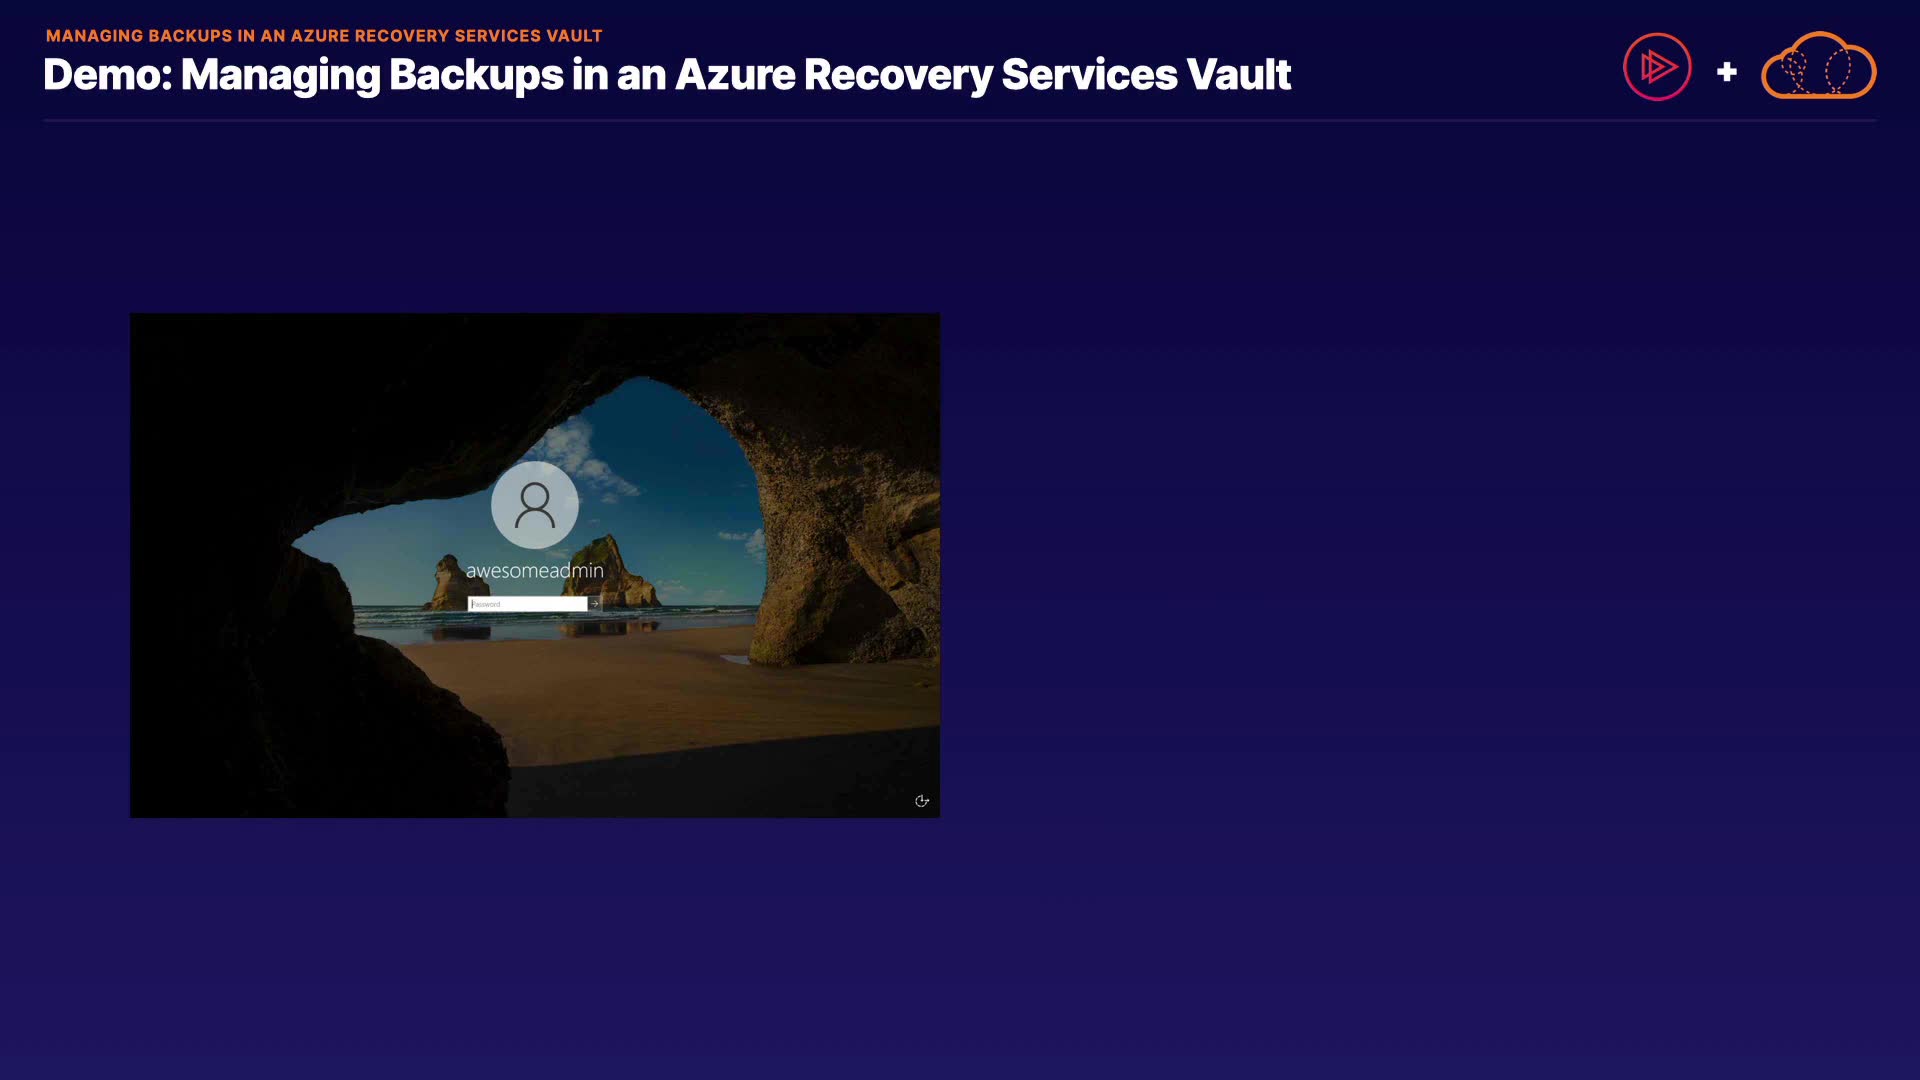 MANAGING BACKUPS IN AN AZURE RECOVERY SERVICES VAULT
Demo: Managing Backups in an Azure Recovery Services Vault
+
awesomeadmin
Password